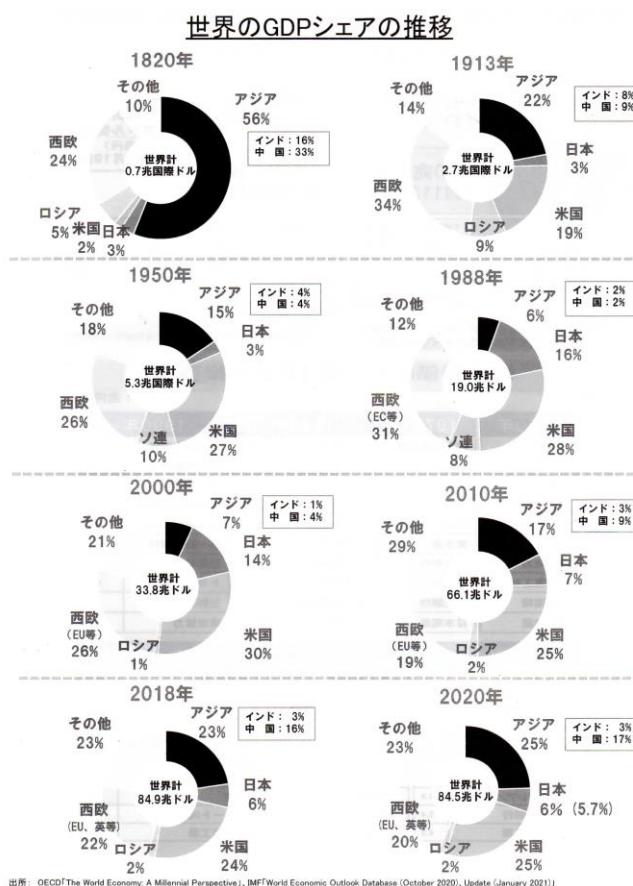 世界のGDPシェアの推移
1820年
その他
10%
アジア
56%
インド：16%
中　国：33%
西欧
24%
世界計
0.7兆国際ドル
ロシア
5%
米国
2%
日本
3%
1913年
その他
14%
アジア
22%
インド：8%
中　国：9%
日本
3%
西欧
34%
世界計
2.7兆国際ドル
ロシア
9%
米国
19%
1950年
その他
18%
アジア
15%
インド：4%
中　国：4%
日本
3%
世界計
5.3兆国際ドル
西欧
26%
ソ連
10%
米国
27%
1988年
その他
12%
アジア
6%
インド：2%
中　国：2%
日本
16%
世界計
19.0兆ドル
西欧
（EC等）
31%
ソ連
8%
米国
28%
2000年
その他
21%
アジア
7%
インド：1%
中　国：4%
日本
14%
世界計
33.8兆ドル
西欧
（EU等）
26%
ロシア
1%
米国
30%
2010年
その他
29%
アジア
17%
インド：3%
中　国：9%
日本
7%
世界計
66.1兆ドル
西欧
（EU等）
19%
ロシア
2%
米国
25%
2018年
その他
23%
アジア
23%
インド：　3%
中　国：16%
日本
6%
世界計
84.9兆ドル
西欧
（EU、英等）
22%
ロシア
2%
米国
24%
2020年
その他
23%
アジア
25%
インド：　3%
中　国：17%
日本
6%（5.7%）
世界計
84.5兆ドル
西欧
（EU、英等）
20%
ロシア
2%
米国
25%
出所：　OECD「The World Economy: A Millennial Perspective」、IMF「World Economic Outlook Database (October 2020)、Update (January 2021)」